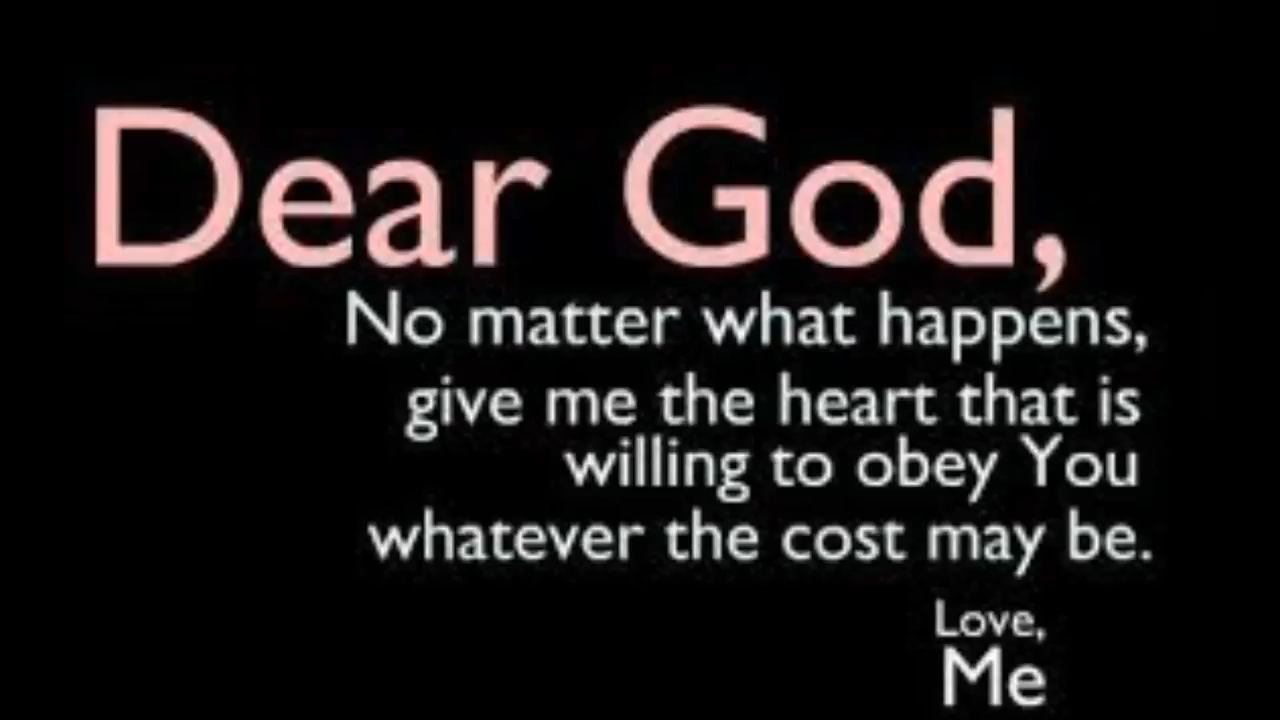 Dear God,
No matter what happens,
give me the heart that is
willing to obey You
whatever the cost may be.
Love,
Me